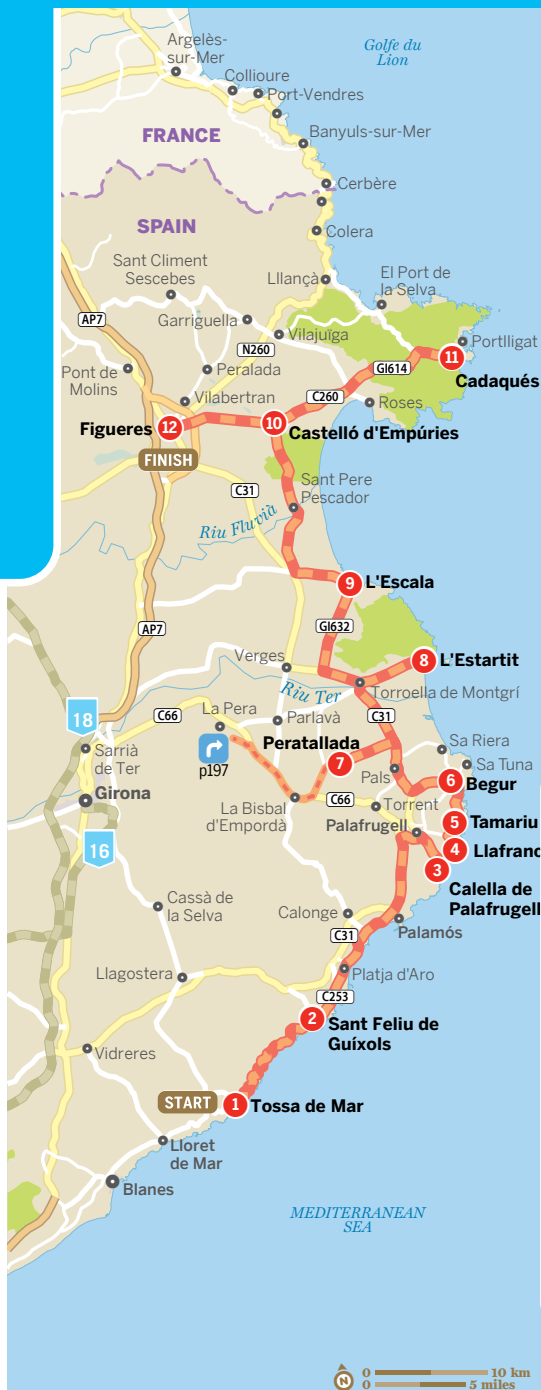 Golfe du
Lion
Argelès-
sur-Mer
Collioure
Port-Vendres
FRANCE
Banyuls-sur-Mer
Cerbère
SPAIN
Colera
Sant Climent
Sescebes
Llançà
El Port de
la Selva
AP7
Garriguella
Vilajuïga
Portlligat
N260
11
GI614
Pont de
Molins
Peralada
Cadaqués
Vilabertran
C260
Roses
Figueres
12
10
Castelló d'Empúries
FINISH
C31
Sant Pere
Pescador
Riu Fluvià
9
L'Escala
AP7
GI632
Verges
8
L'Estartit
Riu Ter
Torroella de Montgrí
18
C66
La Pera
Parlavà
C31
Sarrià
de Ter
p197
Peratallada
7
Sa Riera
Sa Tuna
Pals
6
Begur
Girona
La Bisbal
d'Empordà
C66
Torrent
5
Tamariu
Palafrugell
16
4
Llafranc
3
Calella de
Palafrugell
Cassà de
la Selva
Calonge
Palamós
C31
Llagostera
Platja d'Aro
C253
2
Sant Feliu de
Guíxols
Vidreres
START
1
Tossa de Mar
Lloret
de Mar
Blanes
MEDITERRANEAN
SEA
N
0
10 km
0
5 miles